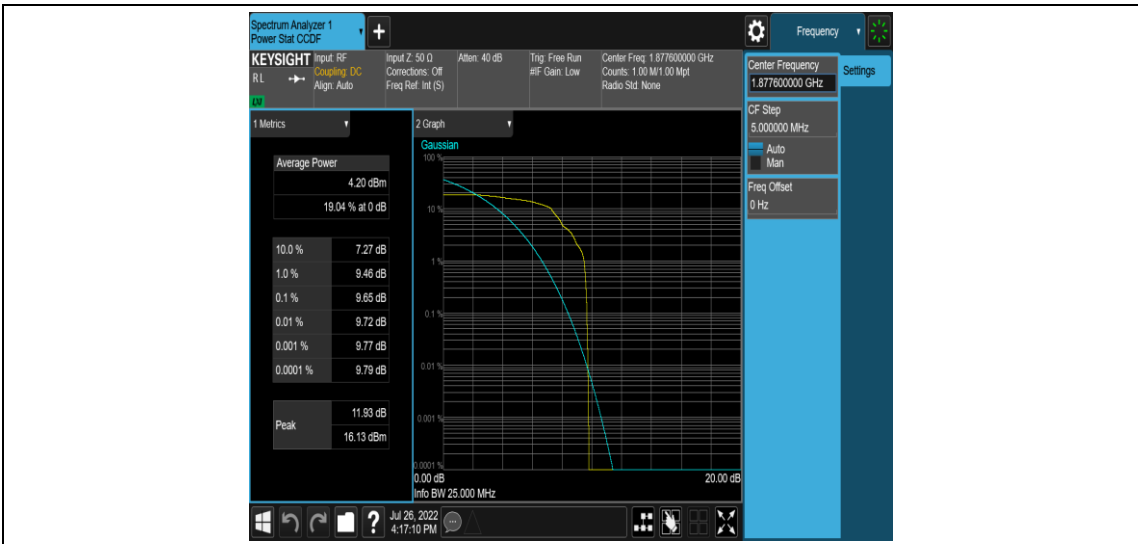 Spectrum Analyzer 1
Power Stat CCDF
+
Frequency
KEYSIGHT
RL
LXI
Input: RF
Coupling: DC
Align: Auto
Input Z: 50 Ω
Corrections: Off
Freq Ref: Int (S)
Atten: 40 dB
Trig: Free Run
#IF Gain: Low
Center Freq: 1.877600000 GHz
Counts: 1.00 M/1.00 Mpt
Radio Std: None
Center Frequency
1.877600000 GHz
Settings
CF Step
5.000000 MHz
Auto
Man
Freq Offset
0 Hz
1 Metrics
Average Power
4.20 dBm
19.04 % at 0 dB
10.0 % 7.27 dB
1.0 % 9.46 dB
0.1 % 9.65 dB
0.01 % 9.72 dB
0.001 % 9.77 dB
0.0001 % 9.79 dB
Peak
11.93 dB
16.13 dBm
2 Graph
Gaussian
100 %
10 %
1 %
0.1 %
0.01 %
0.001 %
0.0001 %
0.00 dB 20.00 dB
Info BW 25.000 MHz
? Jul 26, 2022
4:17:10 PM